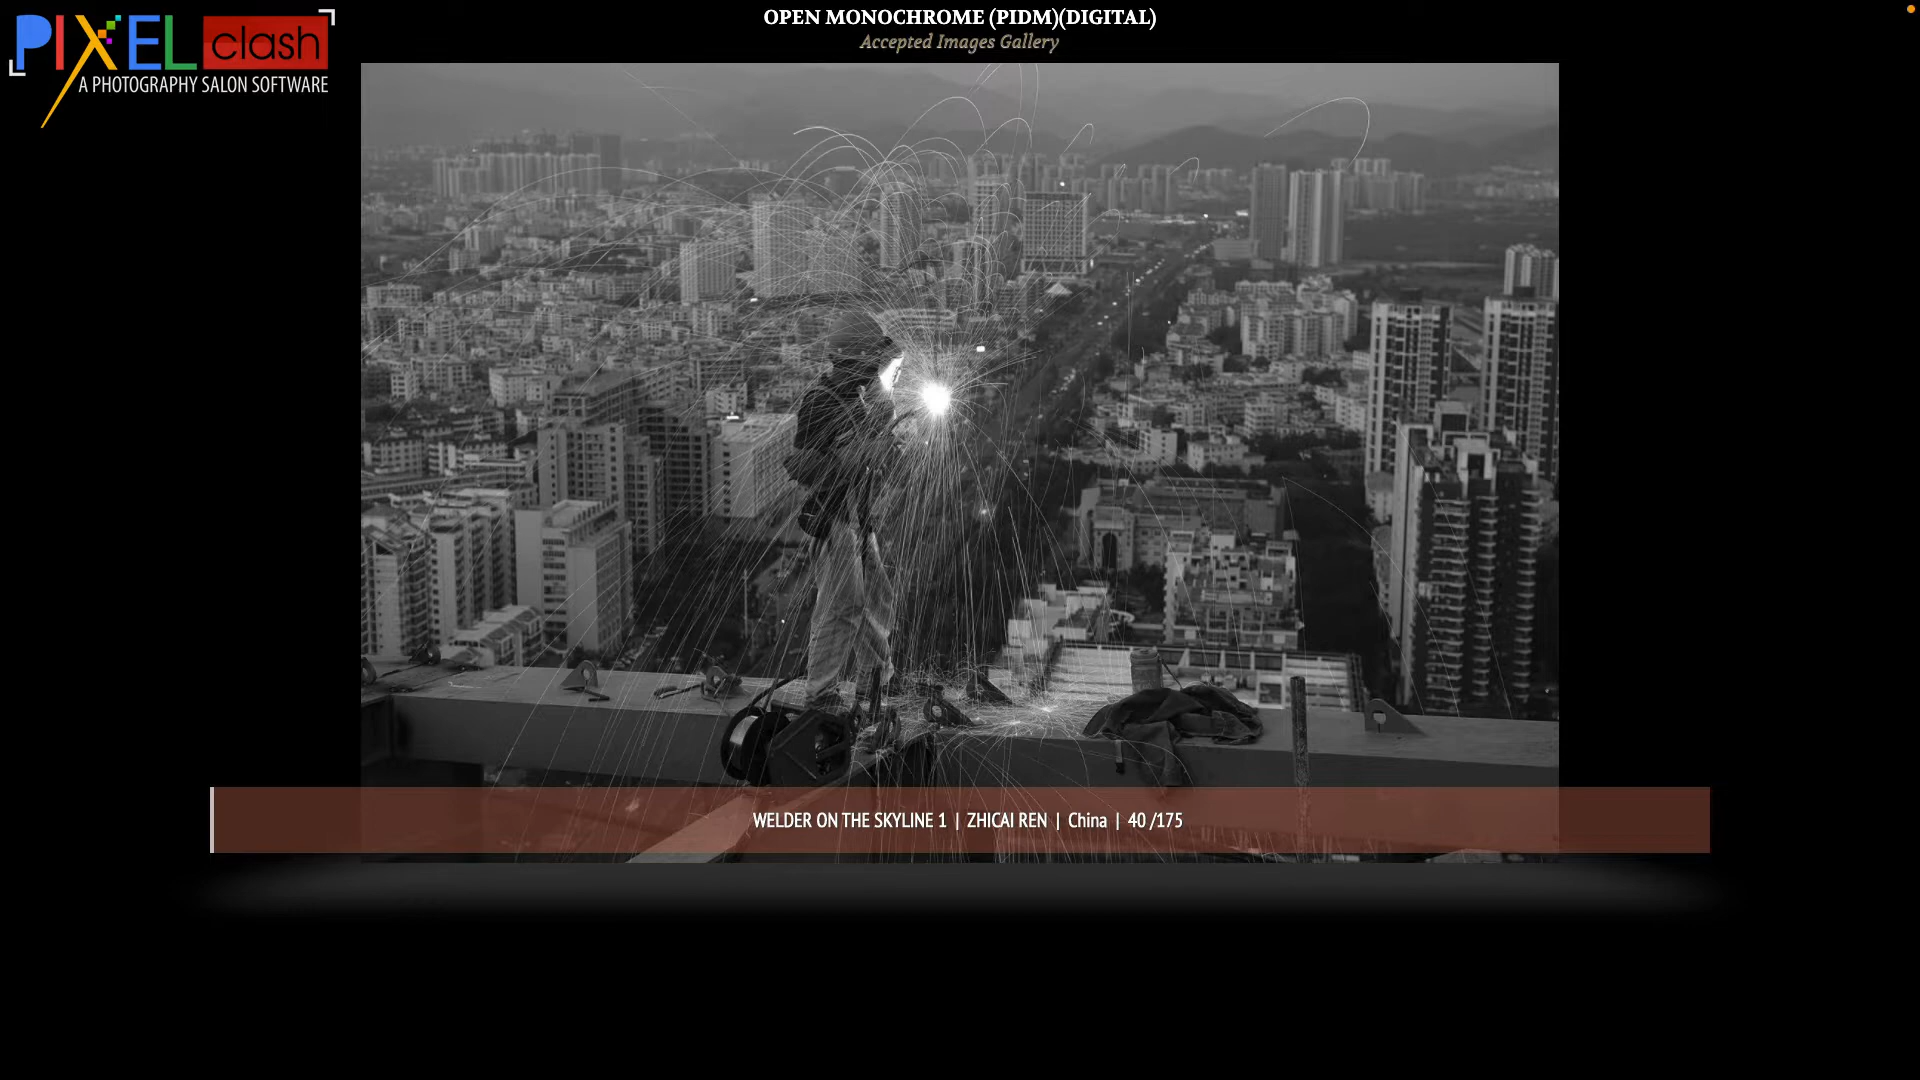 PIXEL clash
A PHOTOGRAPHY SALON SOFTWARE
OPEN MONOCHROME (PIDM)(DIGITAL)
Accepted Images Gallery
WELDER ON THE SKYLINE 1 | ZHICAI REN | China | 40 /175